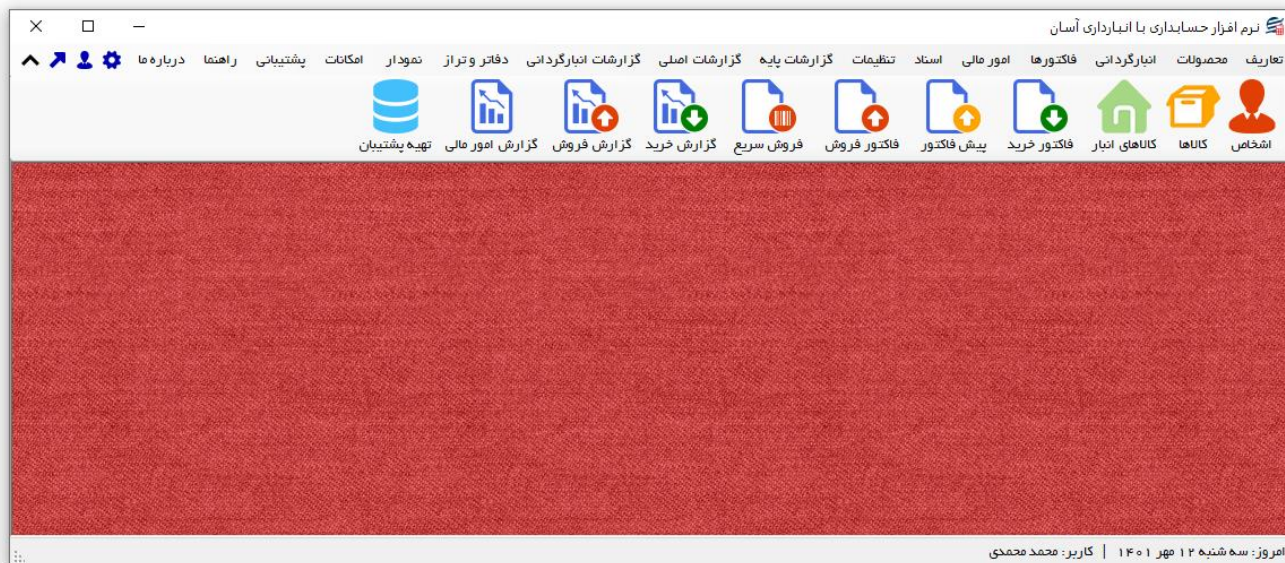 نرم افزار حسابداری با انبارداری آسان
تعاریف محصولات انبارگردانی فاکتورها امور مالی اسناد تنظیمات گزارشات پایه گزارشات اصلی گزارشات انبارگردانی دفاتر و تراز نمودار امکانات پشتیبانی راهنما درباره ما
اشخاص کالاها کالاهای انبار فاکتور خرید پیش فاکتور فاکتور فروش فروش سریع گزارش خرید گزارش فروش گزارش امور مالی تهیه پشتیبان
امروز: سه شنبه ۱۲ مهر ۱۴۰۱ | کاربر: محمد محمدی